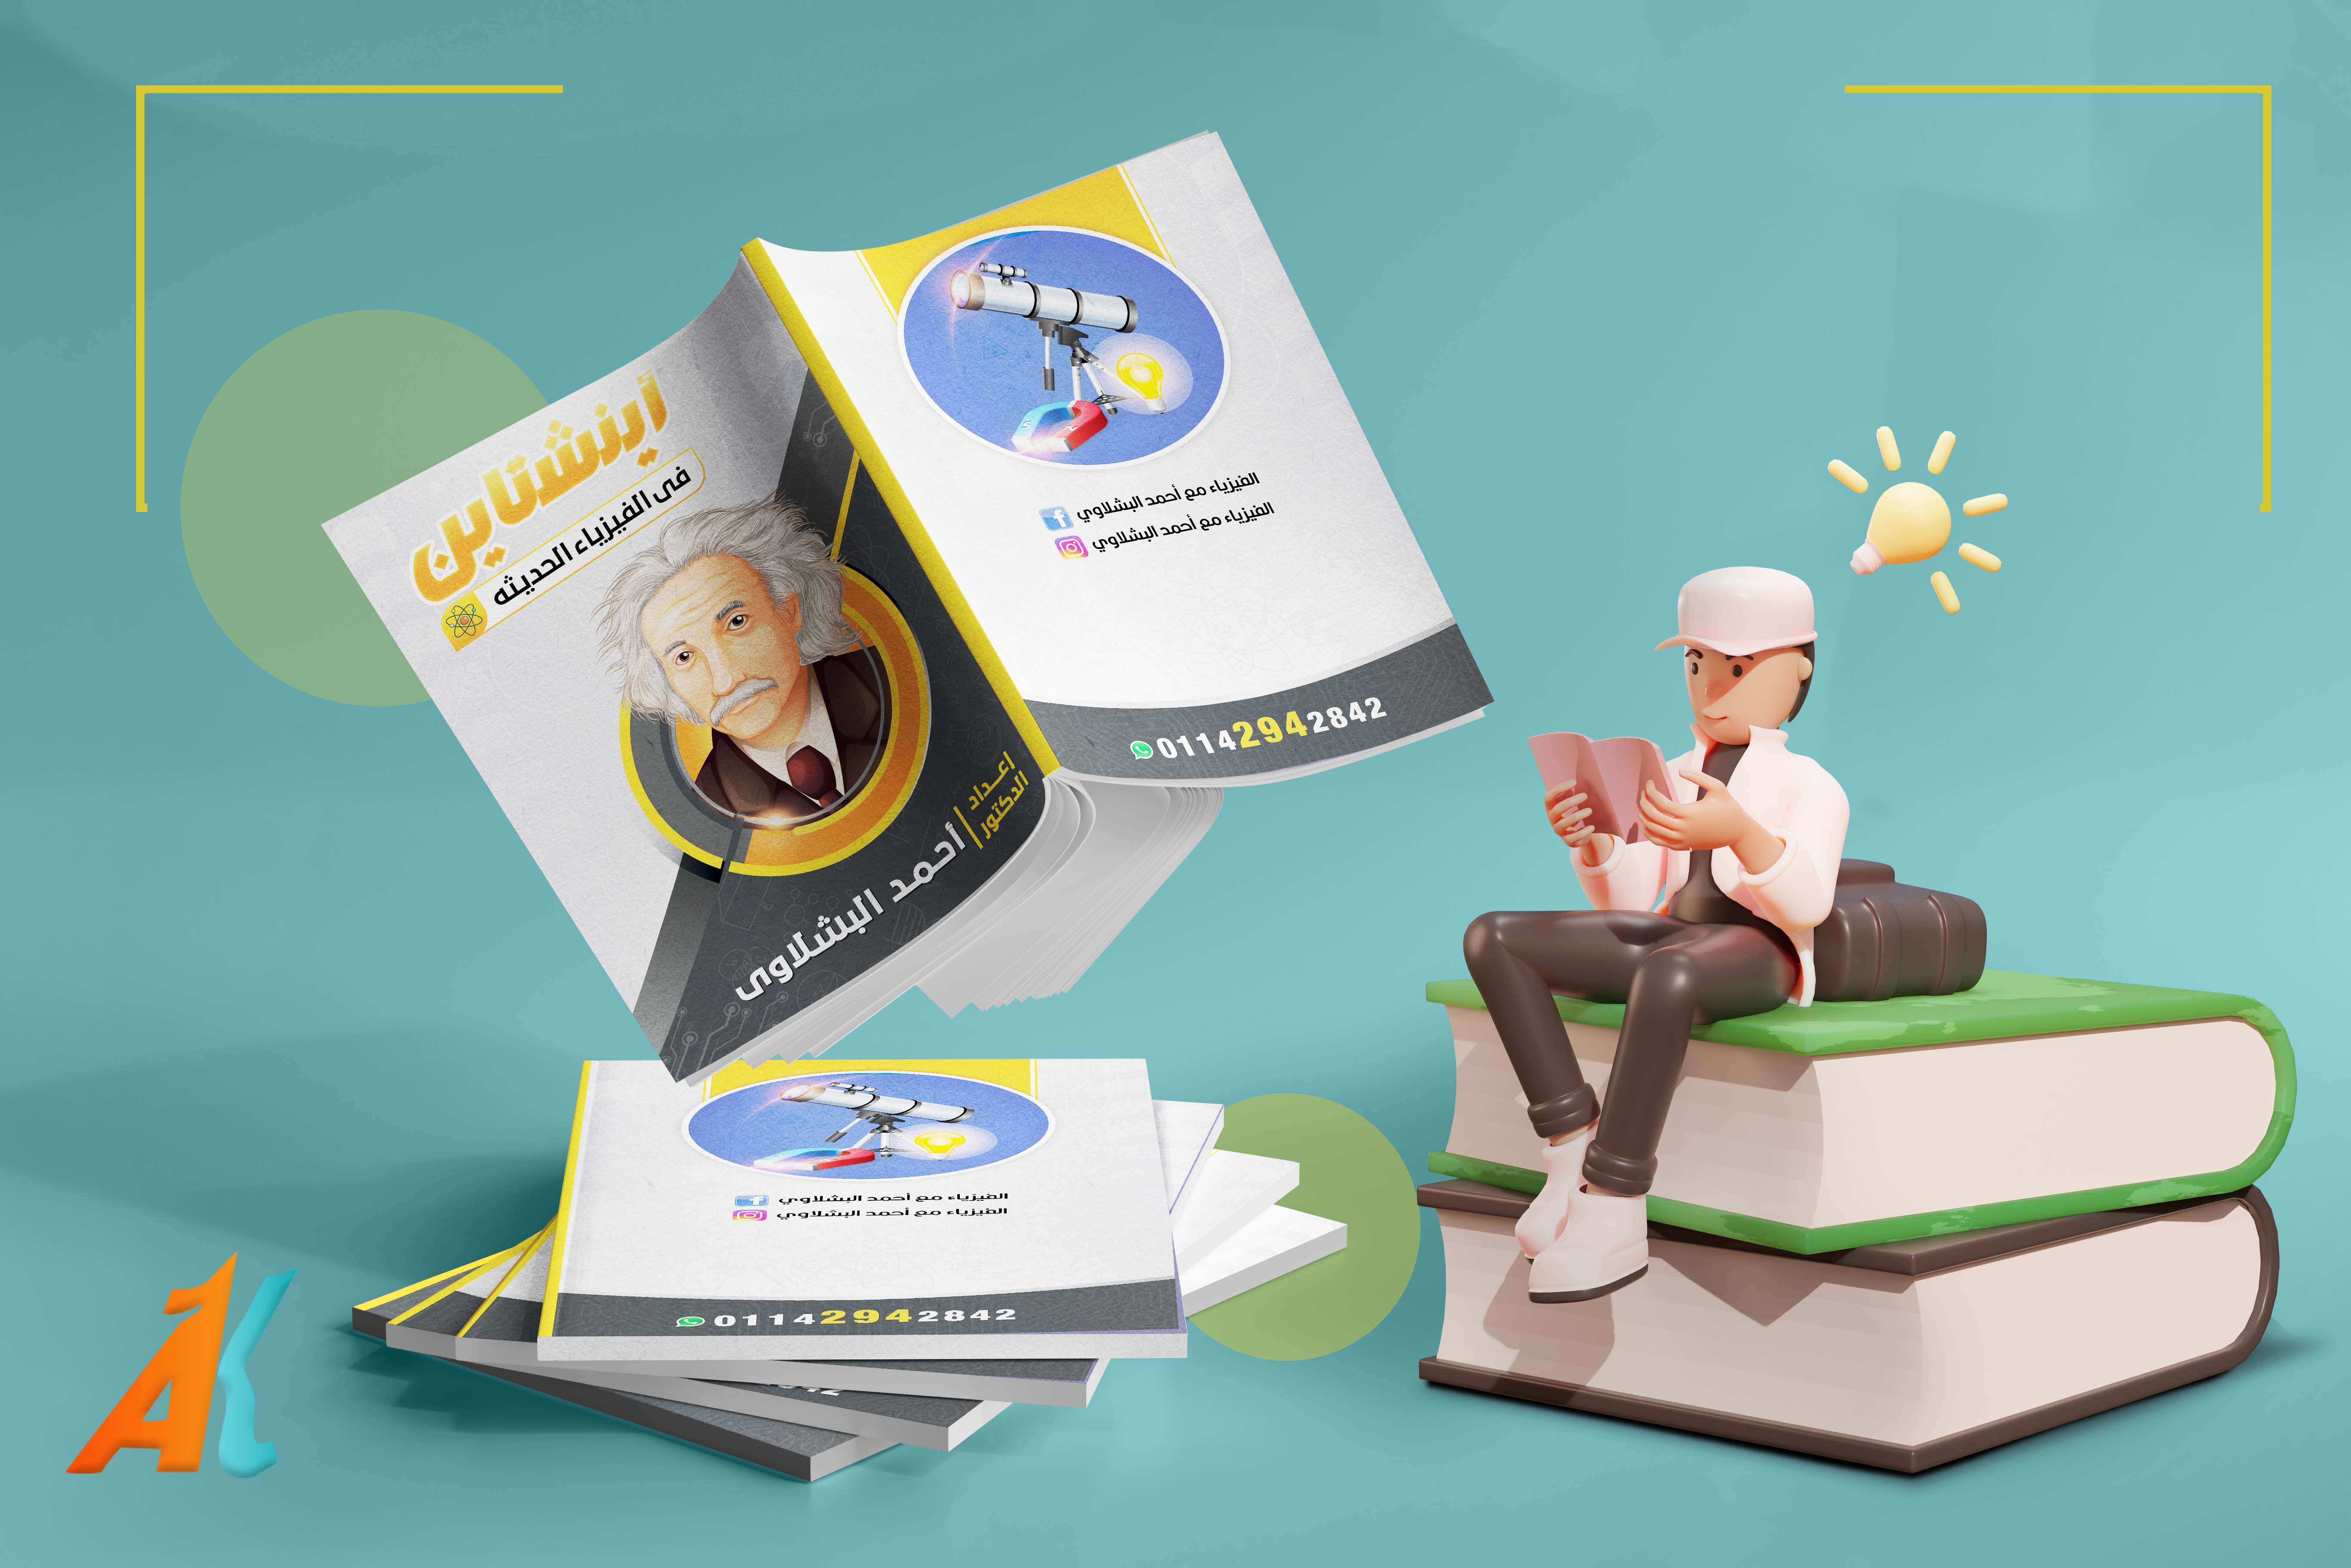 أينشتاين
فى الفيزياء الحديثه
إعداد
الدكتور
أحمد البشلاوى
الفيزياء مع أحمد البشلاوي
الفيزياء مع أحمد البشلاوي
01142942842
S N
الفيزياء مع أحمد البشلاوي
الفيزياء مع أحمد البشلاوي
01142942842